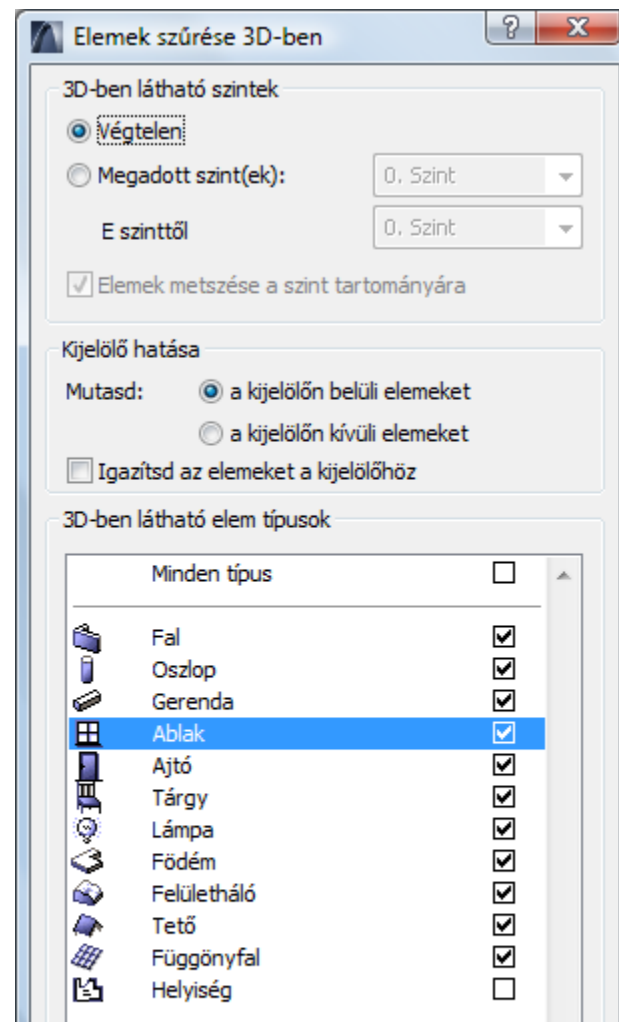 Elemek szűrése 3D-ben
3D-ben látható szintek
Végtelen
Megadott szint(ek): 0. Szint
E szinttől 0. Szint
Elemek metszése a szint tartományára
Kijelölő hatása
Mutasd: a kijelölőn belüli elemeket
a kijelölőn kívüli elemeket
Igazítsd az elemeket a kijelölőhöz
3D-ben látható elem típusok
Minden típus
Fal
Oszlop
Gerenda
Ablak
Ajtó
Tárgy
Lámpa
Födém
Felületháló
Tető
Függönyfal
Helyiség